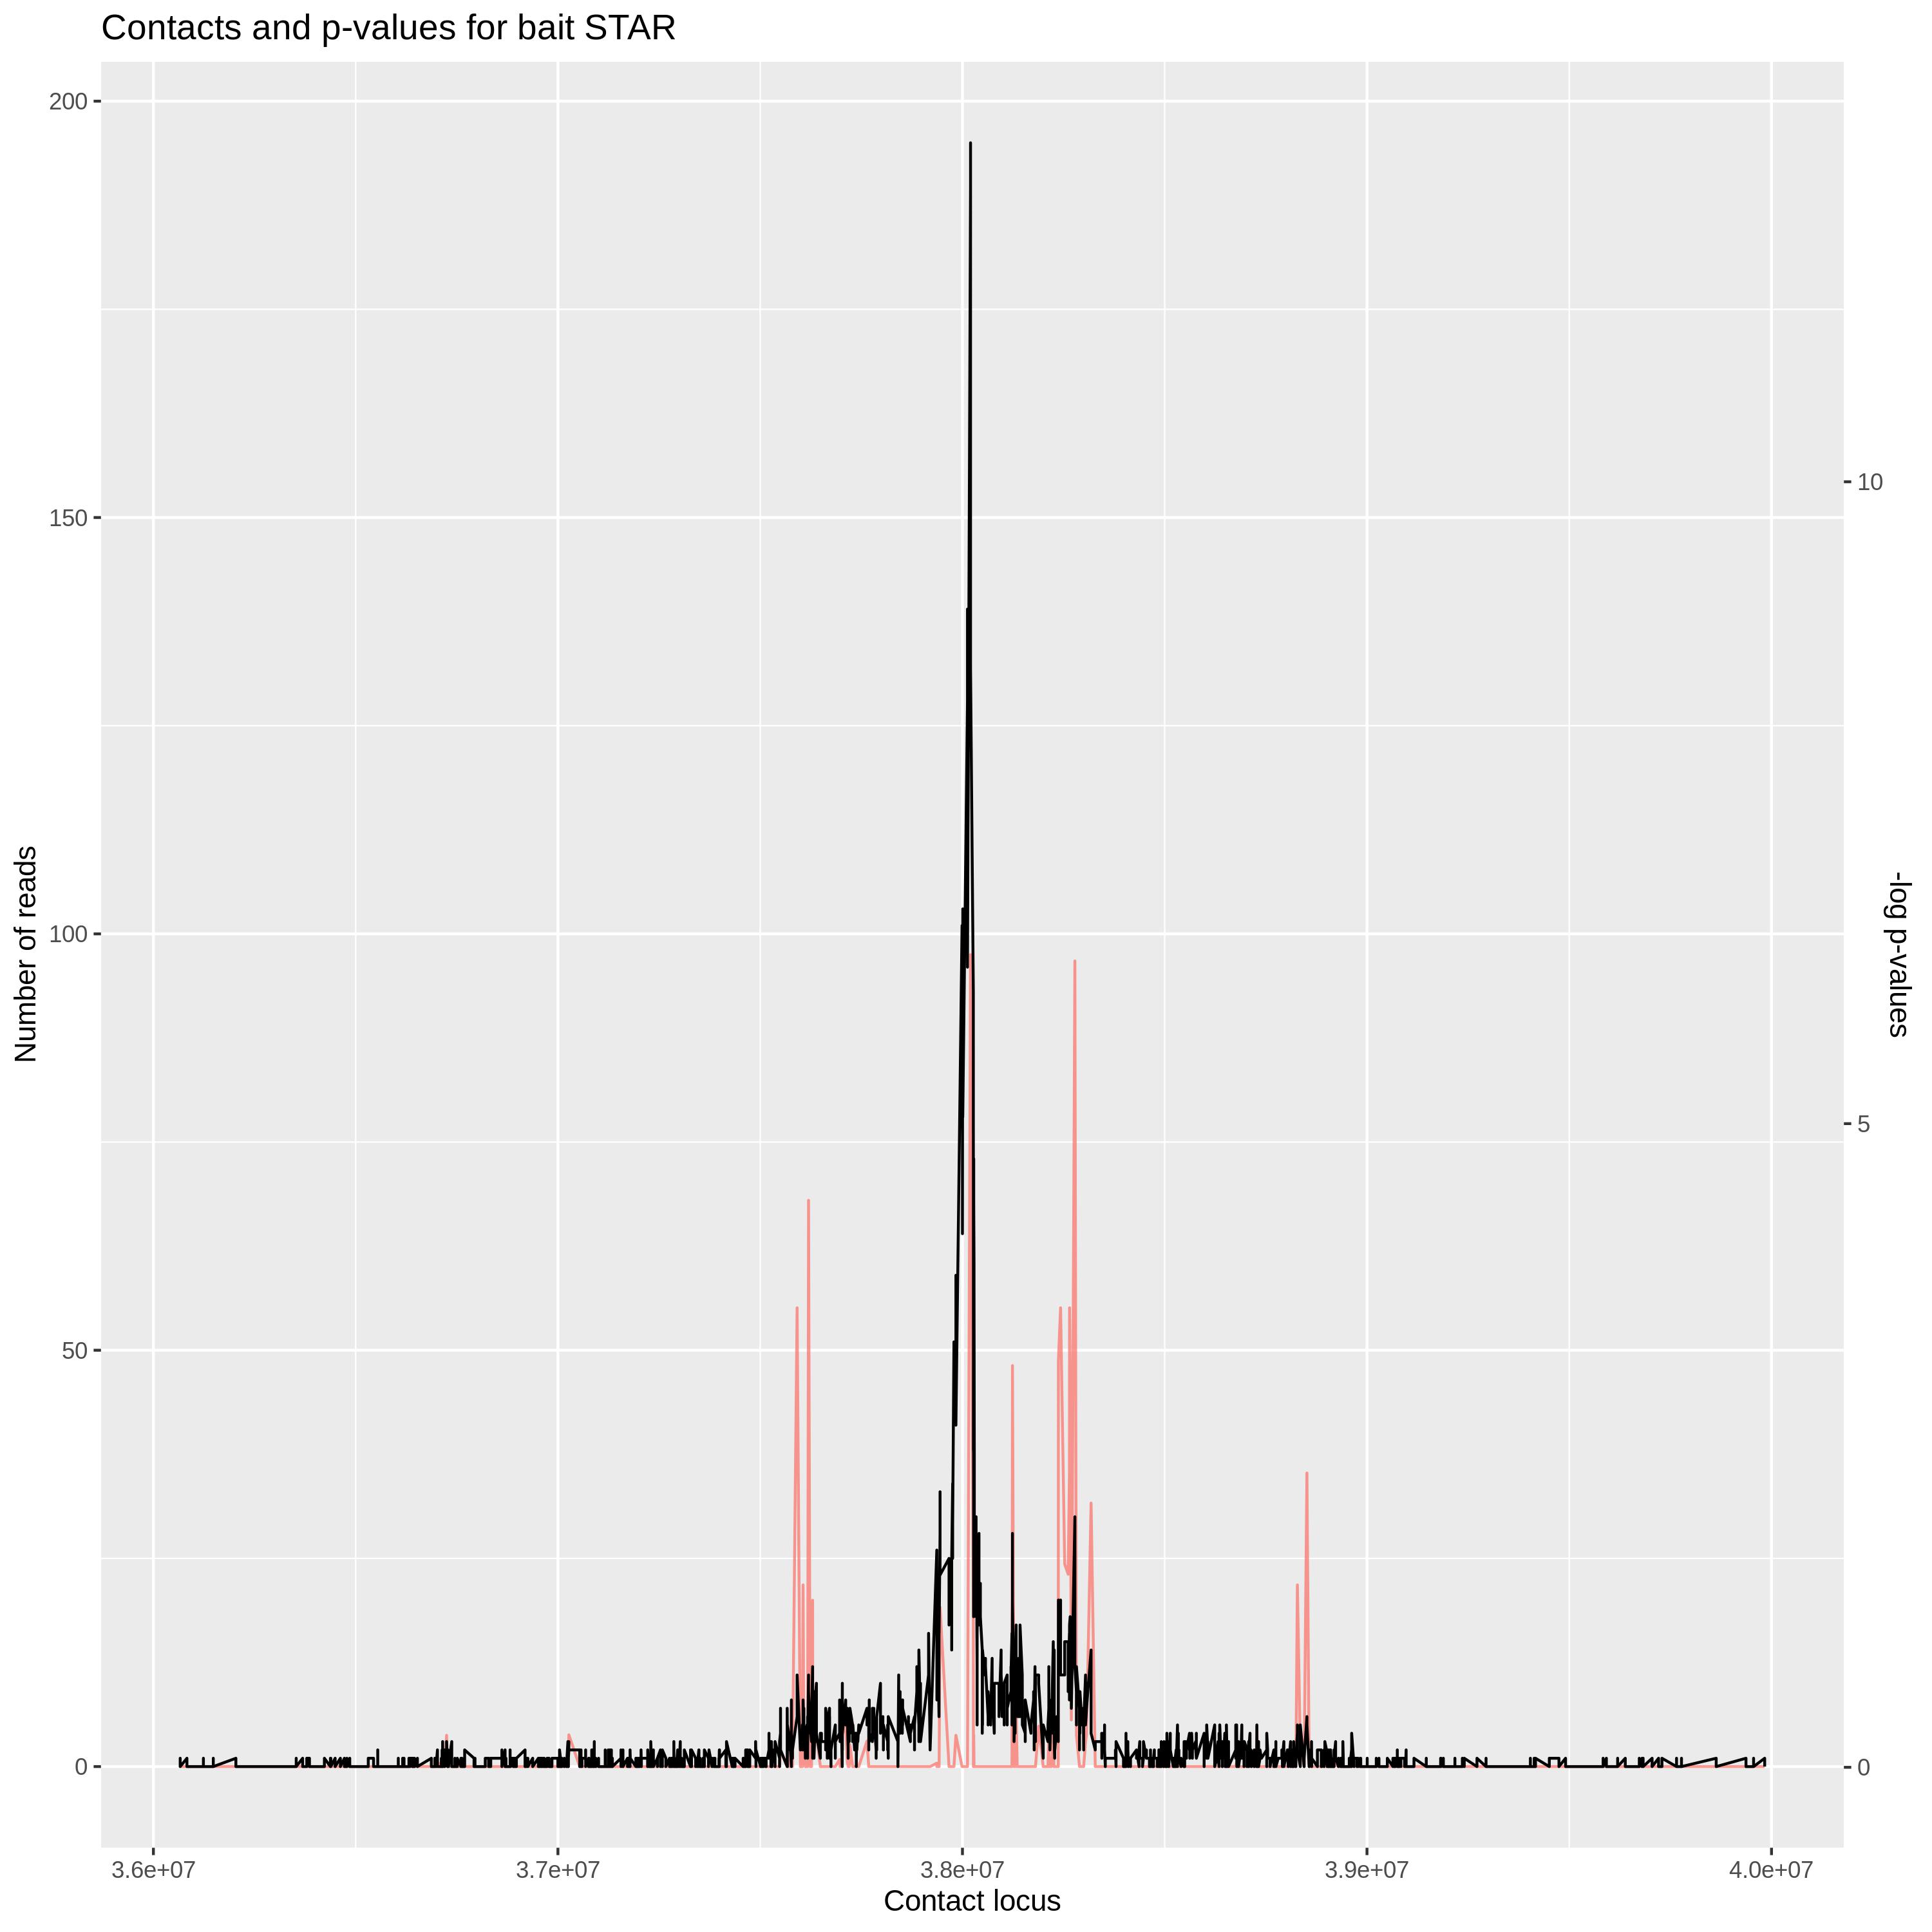 Contacts and p-values for bait STAR
200
150
100
50
0
Number of reads
10
5
0
-log p-values
3.6e+07
3.7e+07
3.8e+07
3.9e+07
4.0e+07
Contact locus